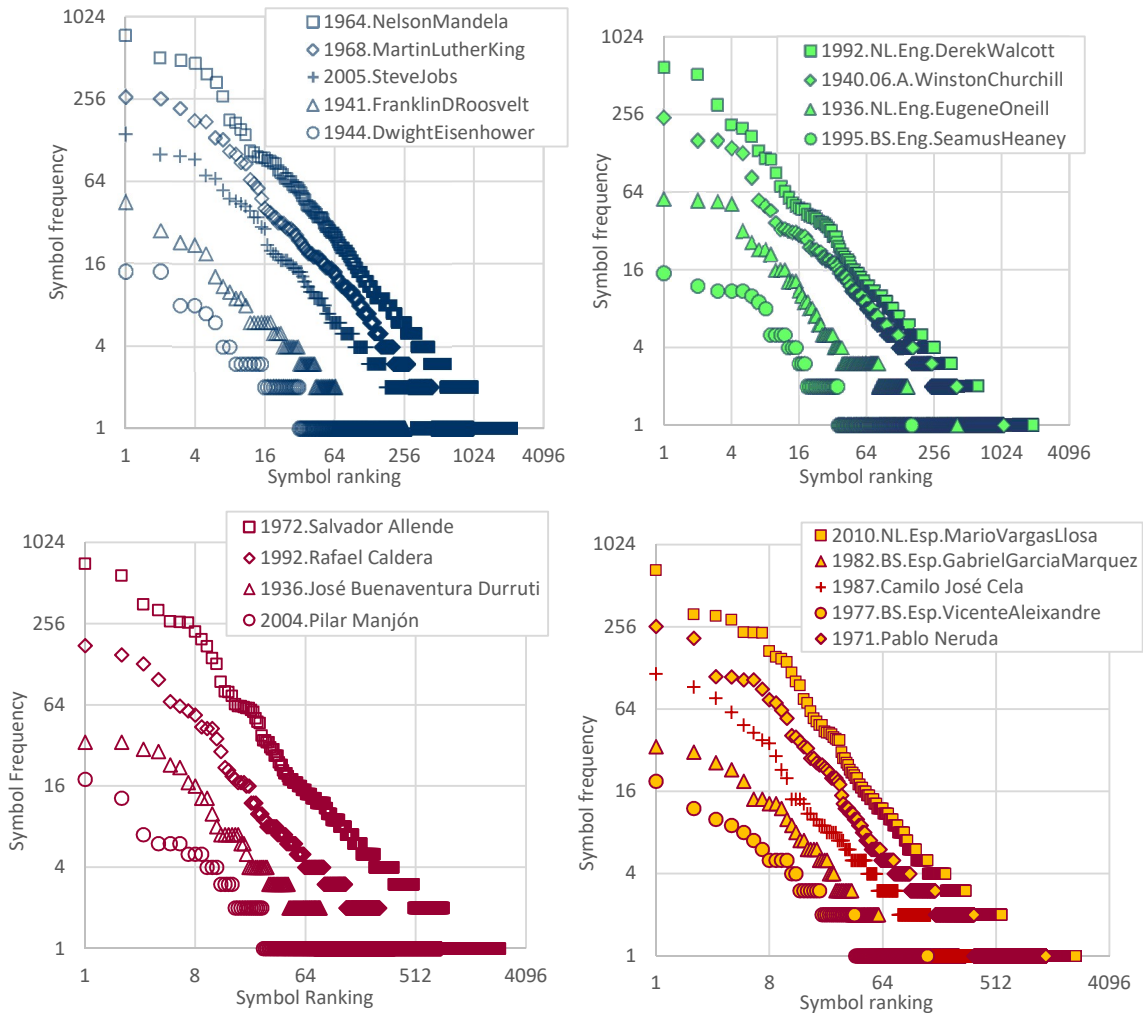 1024
256
64
16
4
1
Symbol frequency
1964.NelsonMandela
1968.MartinLutherKing
2005.SteveJobs
1941.FranklinDRoosvelt
1944.DwightEisenhower
1 4 16 64 256 1024 4096
Symbol ranking
1024
256
64
16
4
1
Symbol frequency
1992.NL.Eng.DerekWalcott
1940.06.A.WinstonChurchill
1936.NL.Eng.EugeneOneill
1995.BS.Eng.SeamusHeaney
1 4 16 64 256 1024 4096
Symbol ranking
1024
256
64
16
4
1
Symbol Frequency
1972.Salvador Allende
1992.Rafael Caldera
1936.José Buenaventura Durruti
2004.Pilar Manjón
1 8 64 512 4096
Symbol Ranking
1024
256
64
16
4
1
Symbol frequency
2010.NL.Esp.MarioVargasLlosa
1982.BS.Esp.GabrielGarciaMarquez
1987.Camilo José Cela
1977.BS.Esp.VicenteAleixandre
1971.Pablo Neruda
1 8 64 512 4096
Symbol ranking